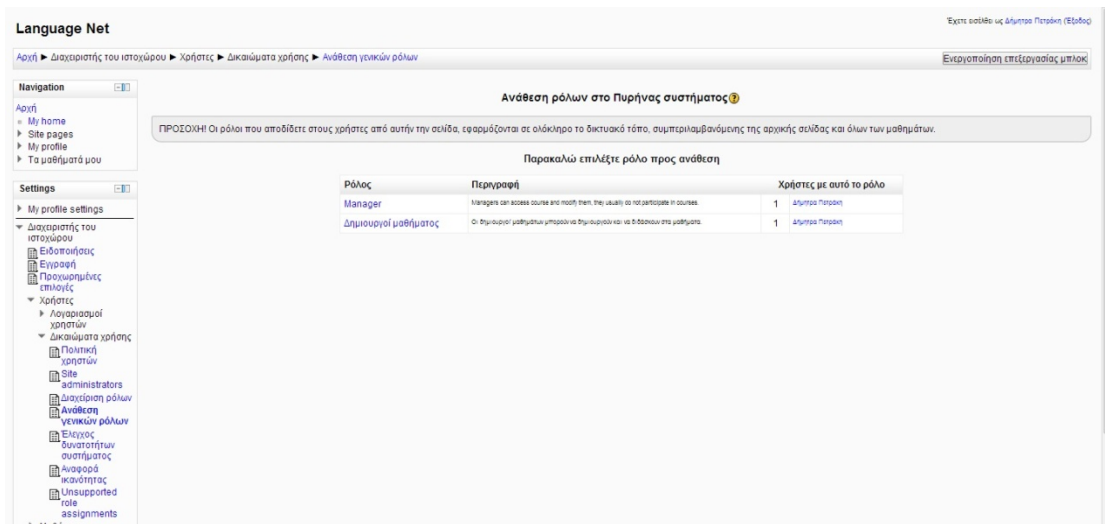 Language Net
Έχετε εισέλθει ως Δήμητρα Πετράκη (Έξοδος)
Αρχή ► Διαχειριστής του ιστοχώρου ► Χρήστες ► Δικαιώματα χρήσης ► Ανάθεση γενικών ρόλων
Ενεργοποίηση επεξεργασίας μπλοκ
Navigation
Αρχή
My home
Site pages
My profile
Τα μαθήματά μου
Settings
My profile settings
Διαχειριστής του
ιστοχώρου
Ειδοποιήσεις
Εγγραφή
Προχωρημένες
επιλογές
Χρήστες
Λογαριασμοί
χρηστών
Δικαιώματα χρήσης
Πολιτική
χρηστών
Site
administrators
Διαχείριση ρόλων
Ανάθεση
γενικών ρόλων
Έλεγχος
δυνατοτήτων
συστήματος
Αναφορά
ικανότητας
Unsupported
role
assignments
Ανάθεση ρόλων στο Πυρήνας συστήματος
ΠΡΟΣΟΧΗ! Οι ρόλοι που αποδίδετε στους χρήστες από αυτήν την σελίδα, εφαρμόζονται σε ολόκληρο το δικτυακό τόπο, συμπεριλαμβανόμενης της αρχικής σελίδας και όλων των μαθημάτων.
Παρακαλώ επιλέξτε ρόλο προς ανάθεση
Ρόλος Περιγραφή Χρήστες με αυτό το ρόλο
Manager Managers can access course and modify them, they usually do not participate in courses. 1 Δήμητρα Πετράκη
Δημιουργοί μαθήματος Οι δημιουργοί μαθημάτων μπορούν να δημιουργούν και να διδάσκουν στα μαθήματα. 1 Δήμητρα Πετράκη